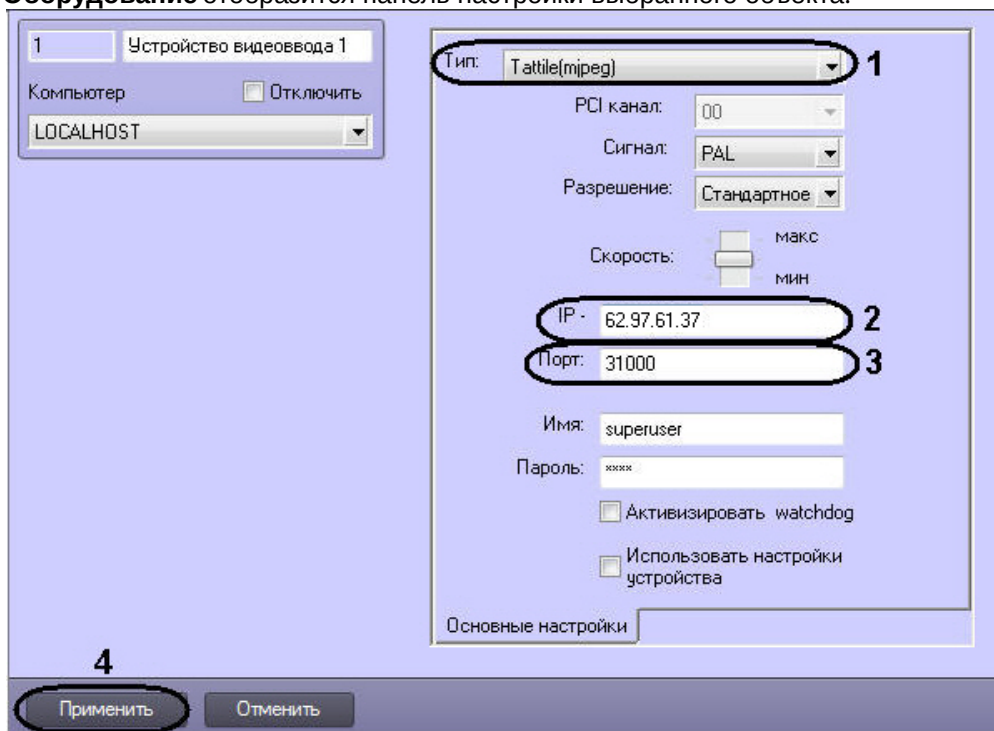 Оборудование отобразится панель настройки выбранного объекта.
1 Устройство видеоввода 1
Компьютер Отключить
LOCALHOST
Тип: Tattile(mjpeg) 1
PCI канал: 00
Сигнал: PAL
Разрешение: Стандартное
макс
Скорость:
мин
IP - 62.97.61.37 2
Порт: 31000 3
Имя: superuser
Пароль: ××××
Активизировать watchdog
Использовать настройки
устройства
Основные настройки
4
Применить Отменить